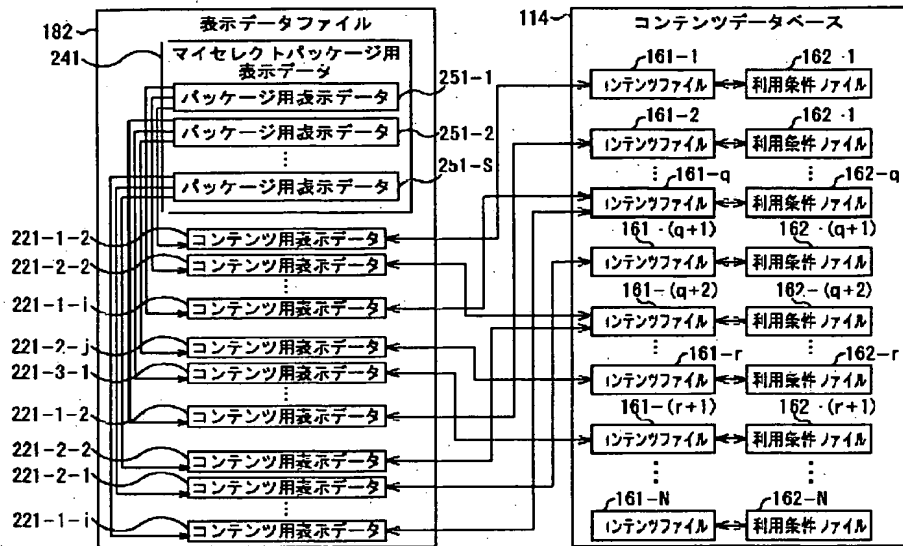 182
表示データファイル
241
マイセレクトパッケージ用
表示データ
パッケージ用表示データ
251-1
パッケージ用表示データ
251-2
⋮
パッケージ用表示データ
251-S
221-1-2
コンテンツ用表示データ
221-2-2
コンテンツ用表示データ
⋮
221-1-i
コンテンツ用表示データ
221-2-j
コンテンツ用表示データ
221-3-1
コンテンツ用表示データ
⋮
221-1-2
コンテンツ用表示データ
221-2-2
コンテンツ用表示データ
221-2-1
コンテンツ用表示データ
⋮
221-1-i
コンテンツ用表示データ
114
コンテンツデータベース
161-1
162-1
コンテンツファイル
利用条件ファイル
161-2
162-1
コンテンツファイル
利用条件ファイル
⋮
⋮
161-q
162-q
コンテンツファイル
利用条件ファイル
161-(q+1)
162-(q+1)
コンテンツファイル
利用条件ファイル
161-(q+2)
162-(q+2)
コンテンツファイル
利用条件ファイル
⋮
⋮
161-r
162-r
コンテンツファイル
利用条件ファイル
161-(r+1)
162-(r+1)
コンテンツファイル
利用条件ファイル
⋮
⋮
161-N
162-N
コンテンツファイル
利用条件ファイル